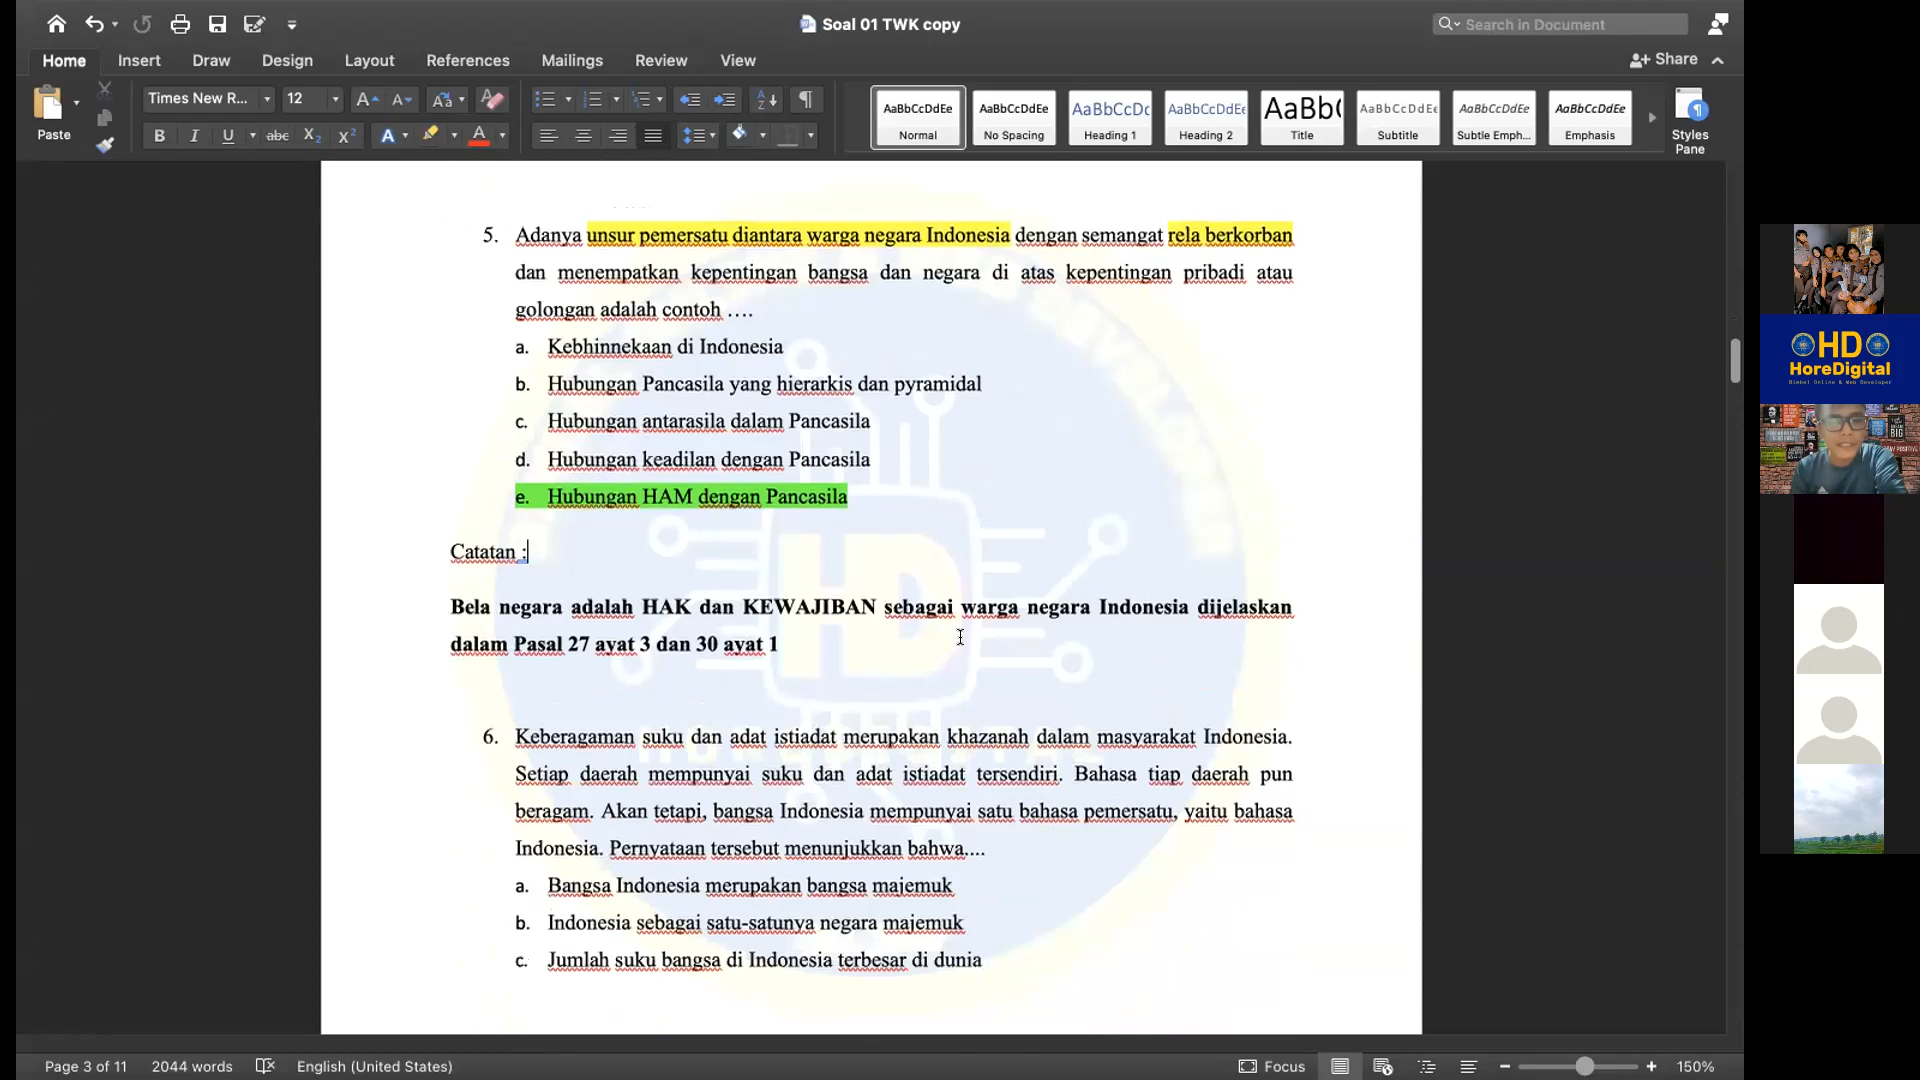 Soal 01 TWK copy
Search in Document
Home Insert Draw Design Layout References Mailings Review View
Share
Paste
Times New R... 12
AaBbCcDdEe Normal
AaBbCcDdEe No Spacing
AaBbCcDc Heading 1
AaBbCcDdEe Heading 2
AaBb( Title
AaBbCcDdEe Subtitle
AaBbCcDdEe Subtle Emph...
AaBbCcDdEe Emphasis
Styles Pane
5. Adanya unsur pemersatu diantara warga negara Indonesia dengan semangat rela berkorban
dan menempatkan kepentingan bangsa dan negara di atas kepentingan pribadi atau
golongan adalah contoh ….
a. Kebhinnekaan di Indonesia
b. Hubungan Pancasila yang hierarkis dan pyramidal
c. Hubungan antarasila dalam Pancasila
d. Hubungan keadilan dengan Pancasila
e. Hubungan HAM dengan Pancasila
Catatan :
Bela negara adalah HAK dan KEWAJIBAN sebagai warga negara Indonesia dijelaskan
dalam Pasal 27 ayat 3 dan 30 ayat 1
6. Keberagaman suku dan adat istiadat merupakan khazanah dalam masyarakat Indonesia.
Setiap daerah mempunyai suku dan adat istiadat tersendiri. Bahasa tiap daerah pun
beragam. Akan tetapi, bangsa Indonesia mempunyai satu bahasa pemersatu, yaitu bahasa
Indonesia. Pernyataan tersebut menunjukkan bahwa....
a. Bangsa Indonesia merupakan bangsa majemuk
b. Indonesia sebagai satu-satunya negara majemuk
c. Jumlah suku bangsa di Indonesia terbesar di dunia
HD
HoreDigital
Bimbel Online & Web Developer
Page 3 of 11 2044 words English (United States)
Focus
150%